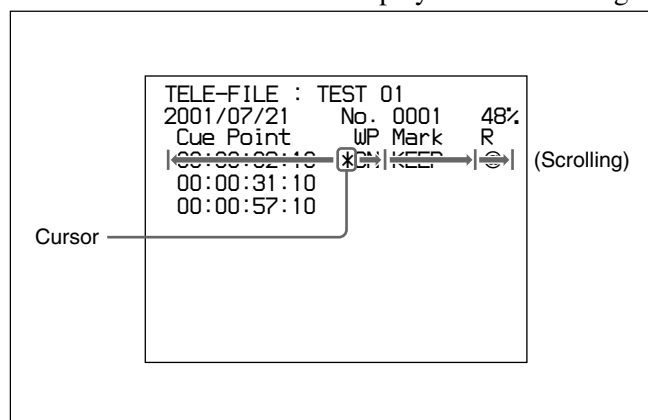 TELE-FILE : TEST 01
2001/07/21 No. 0001 48%
Cue Point WP Mark R
* (Scrolling)
00:00:31:10
00:00:57:10
Cursor